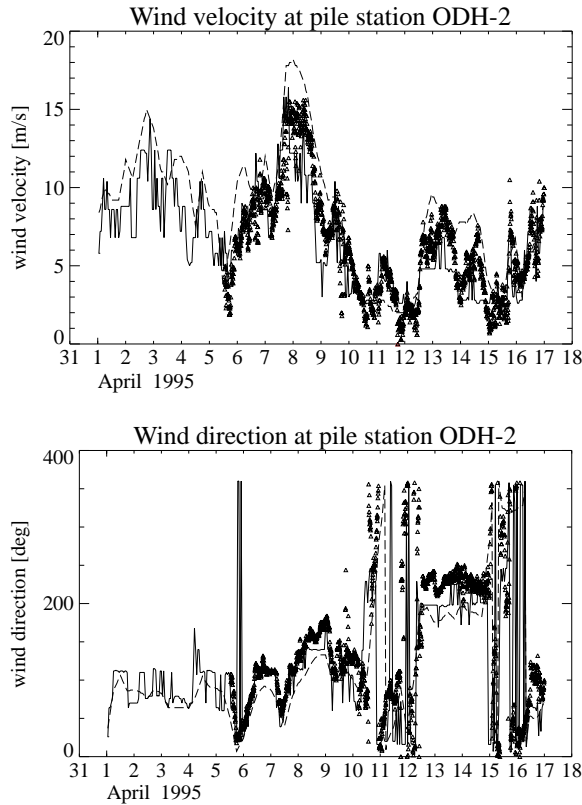 Wind velocity at pile station ODH-2
20
15
10
5
0
wind velocity [m/s]
31 1 2 3 4 5 6 7 8 9 10 11 12 13 14 15 16 17 18
April 1995
Wind direction at pile station ODH-2
400
200
0
wind direction [deg]
31 1 2 3 4 5 6 7 8 9 10 11 12 13 14 15 16 17 18
April 1995